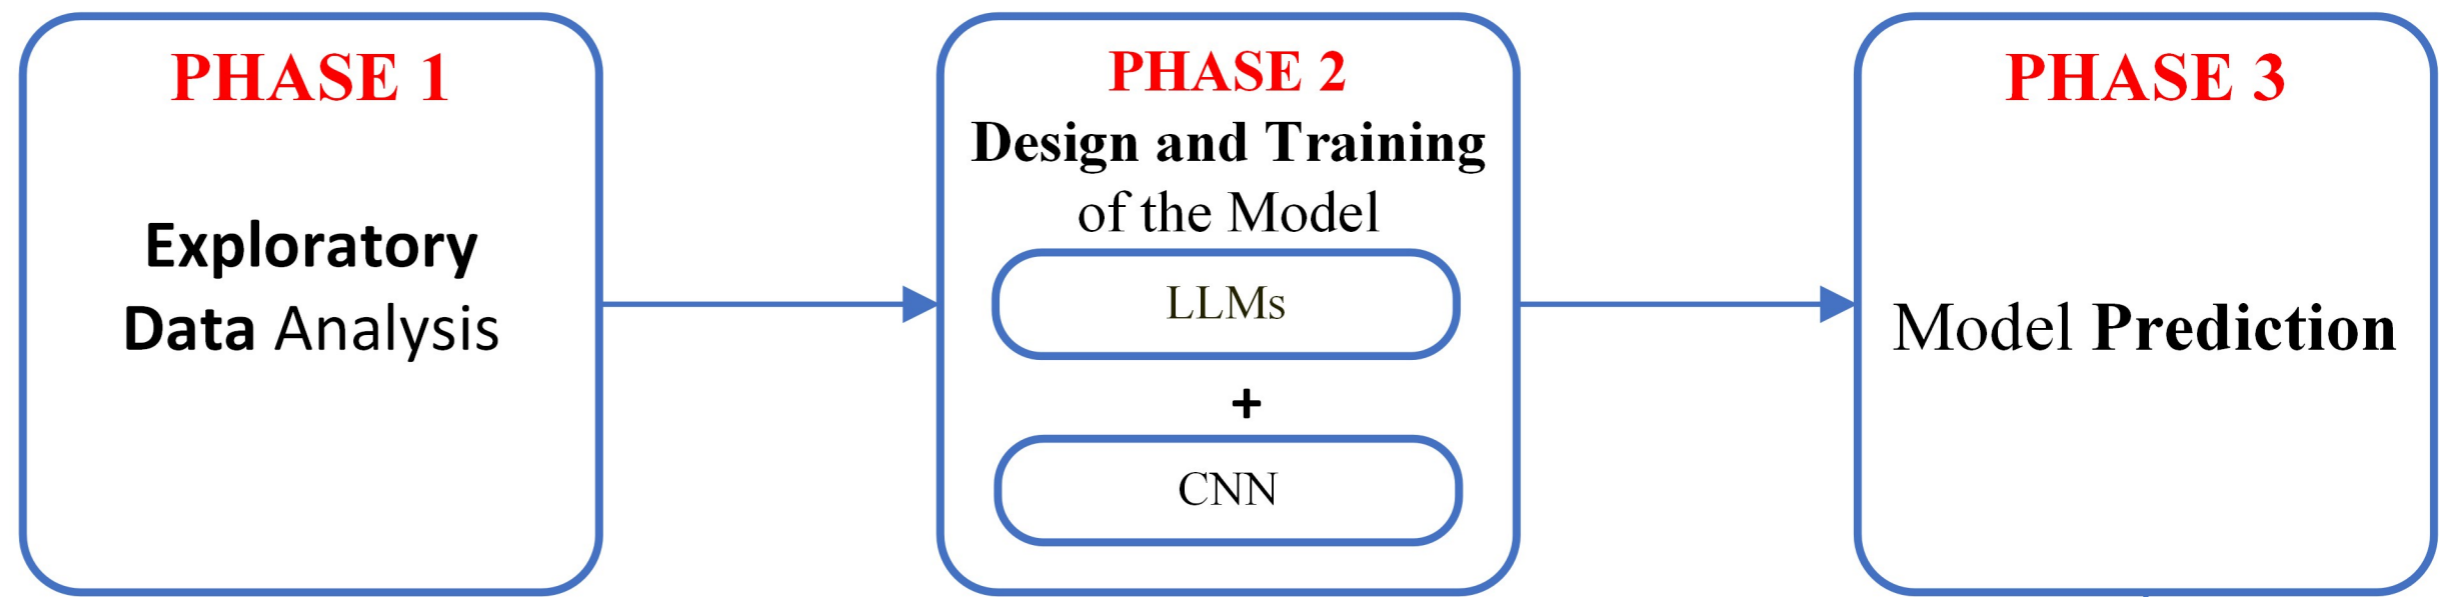 PHASE 1
Exploratory
Data Analysis
PHASE 2
Design and Training
of the Model
LLMs
+
CNN
PHASE 3
Model Prediction